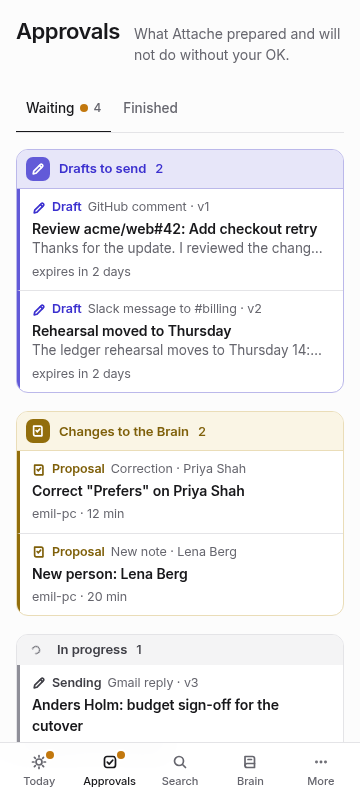 Approvals
What Attache prepared and will
not do without your OK.
Waiting 4 Finished
Drafts to send 2
Draft GitHub comment · v1
Review acme/web#42: Add checkout retry
Thanks for the update. I reviewed the chang...
expires in 2 days
Draft Slack message to #billing · v2
Rehearsal moved to Thursday
The ledger rehearsal moves to Thursday 14:...
expires in 2 days
Changes to the Brain 2
Proposal Correction · Priya Shah
Correct "Prefers" on Priya Shah
emil-pc · 12 min
Proposal New note · Lena Berg
New person: Lena Berg
emil-pc · 20 min
In progress 1
Sending Gmail reply · v3
Anders Holm: budget sign-off for the
cutover
Today Approvals Search Brain More